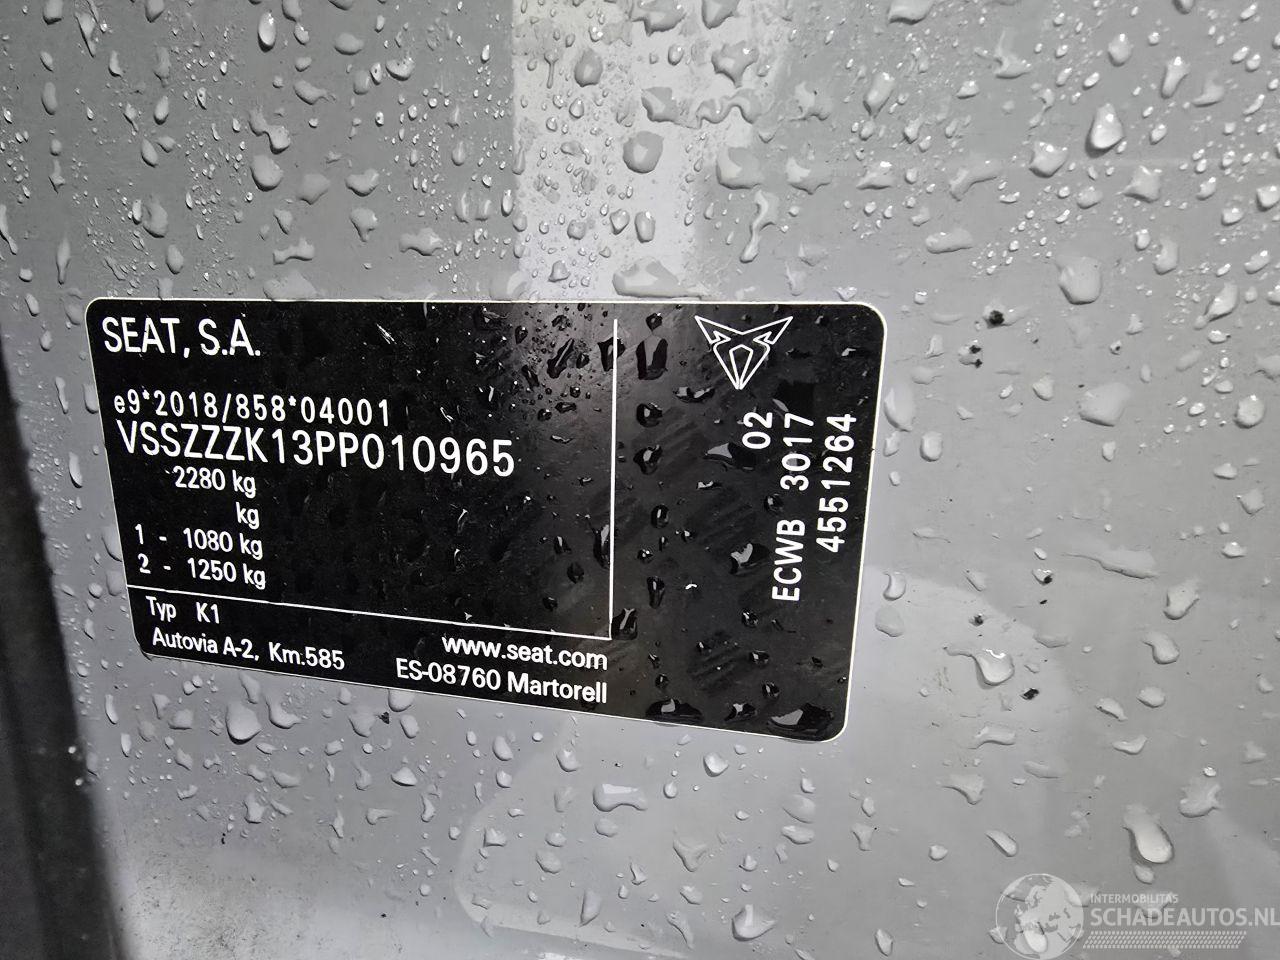 SEAT, S.A.
e9*2018/858*04001
VSSZZZK13PP010965
2280 kg
kg
1 - 1080 kg
2 - 1250 kg
Typ K1
Autovia A-2, Km.585
www.seat.com
ES-08760 Martorell
02
ECWB 3017
4551264
INTERMOBILITAS
SCHADEAUTOS.NL